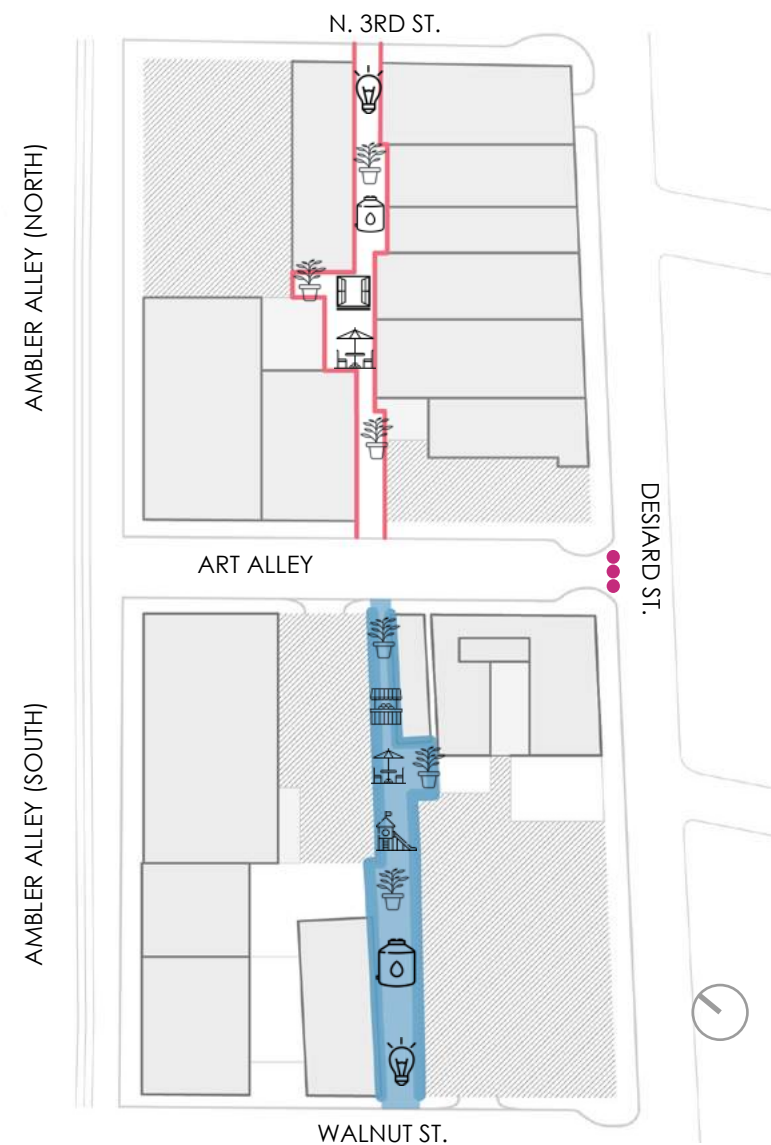 N. 3RD ST.
AMBLER ALLEY (NORTH)
DESIARD ST.
ART ALLEY
AMBLER ALLEY (SOUTH)
WALNUT ST.